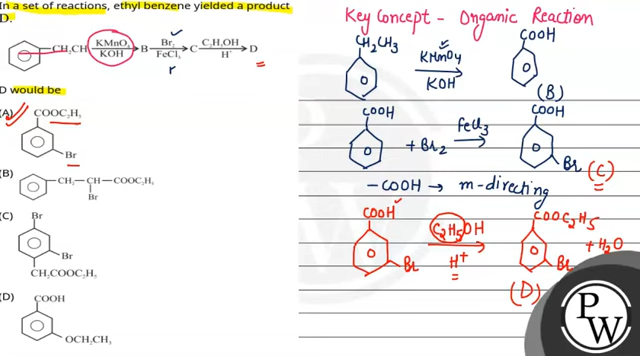 In a set of reactions, ethyl benzene yielded a product
D.
CH₂CH KMnO₄ KOH B Br₂ FeCl₃ C C₂H₅OH H⁺ D
D would be
(A)
COOC₂H₅
Br
(B)
CH₂—CH—COOC₂H₅
Br
(C)
Br
Br
CH₂COOC₂H₅
(D)
COOH
OCH₂CH₃
Key Concept - Organic Reaction
CH₂CH₃ KMnO₄ KOH COOH
(B)
COOH + Br₂ FeCl₃ COOH Br (C)
-COOH → m-directing
COOH Br C₂H₅OH H⁺ COOC₂H₅ Br + H₂O
(D)
PW